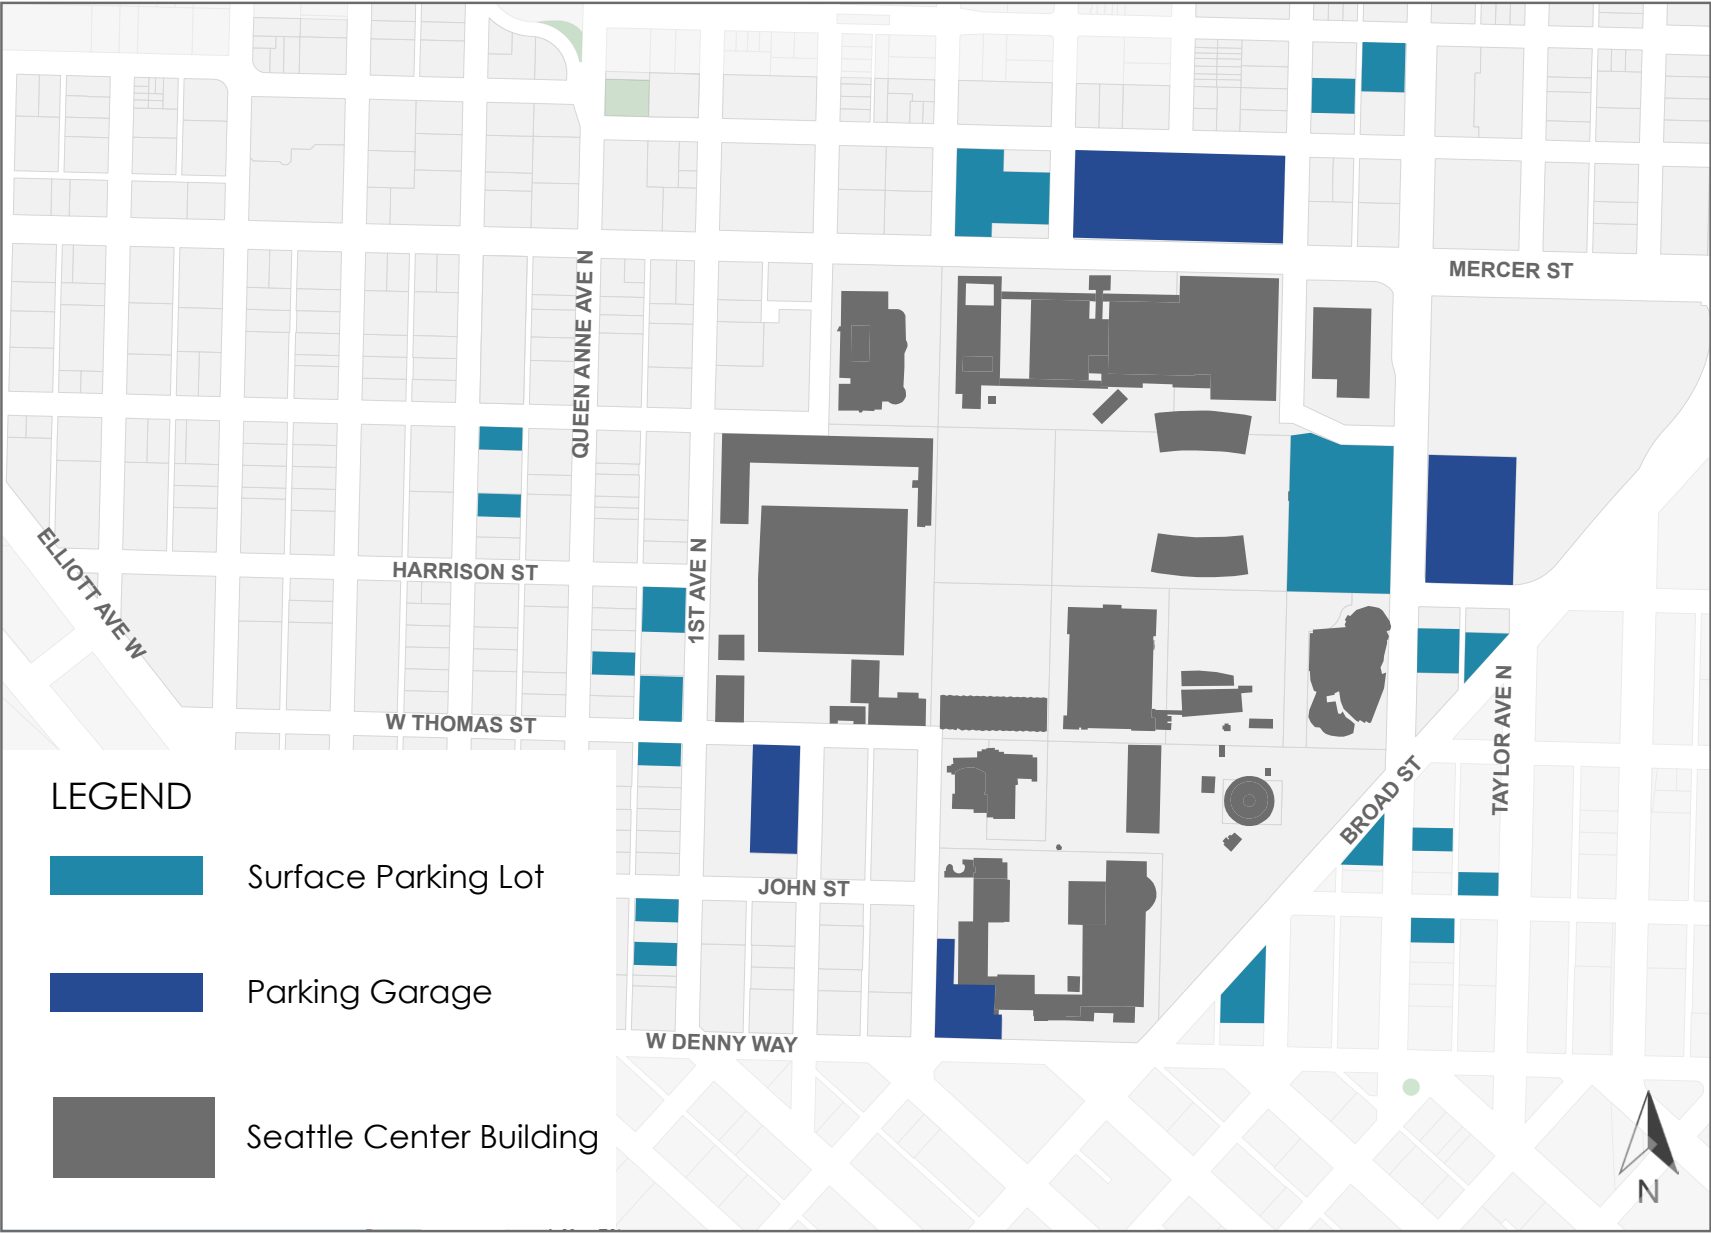 MERCER ST
QUEEN ANNE AVE N
ELLIOTT AVE W
HARRISON ST
1ST AVE N
W THOMAS ST
TAYLOR AVE N
BROAD ST
JOHN ST
W DENNY WAY
LEGEND
Surface Parking Lot
Parking Garage
Seattle Center Building
N